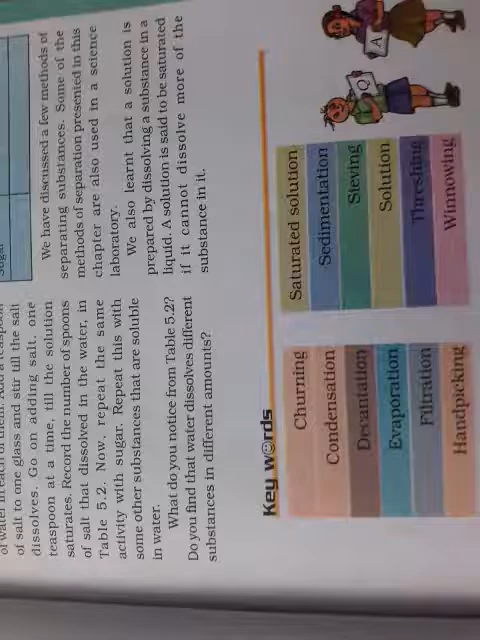 of water in each of them. Add a teaspoon
of salt to one glass and stir till the salt
dissolves. Go on adding salt, one
teaspoon at a time, till the solution
saturates. Record the number of spoons
of salt that dissolved in the water, in
Table 5.2. Now, repeat the same
activity with sugar. Repeat this with
some other substances that are soluble
in water.
What do you notice from Table 5.2?
Do you find that water dissolves different
substances in different amounts?
Sugar
We have discussed a few methods of
separating substances. Some of the
methods of separation presented in this
chapter are also used in a science
laboratory.
We also learnt that a solution is
prepared by dissolving a substance in a
liquid. A solution is said to be saturated
if it cannot dissolve more of the
substance in it.
Key words
Churning
Condensation
Decantation
Evaporation
Filtration
Handpicking
Saturated solution
Sedimentation
Sieving
Solution
Threshing
Winnowing
Q
A